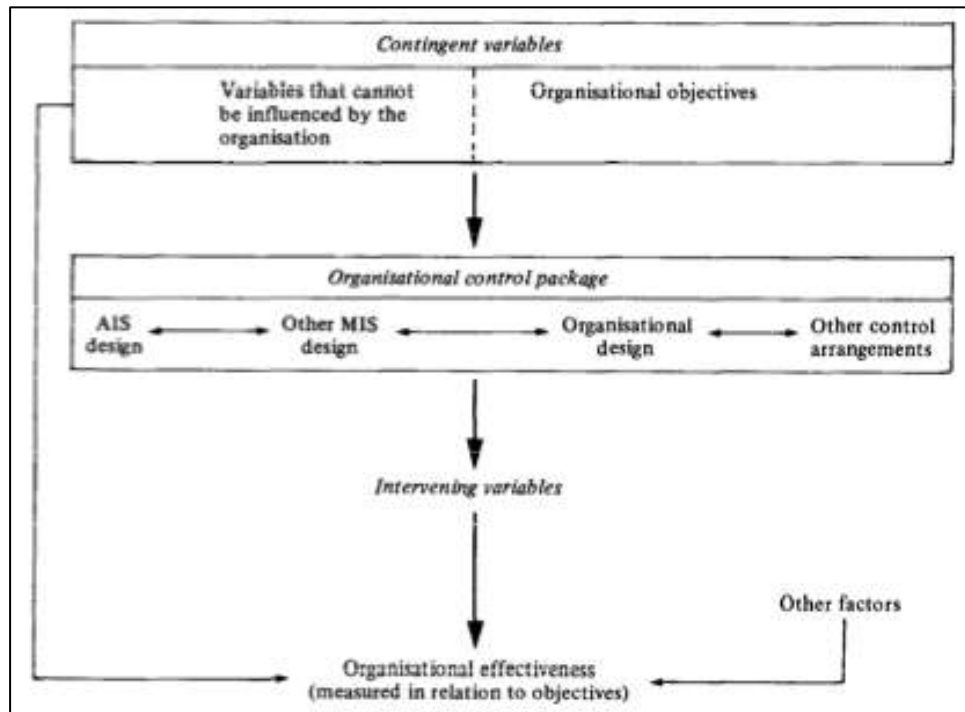 Contingent variables
Variables that cannot
be influenced by the
organisation
Organisational objectives
Organisational control package
AIS
design
Other MIS
design
Organisational
design
Other control
arrangements
Intervening variables
Other factors
Organisational effectiveness
(measured in relation to objectives)